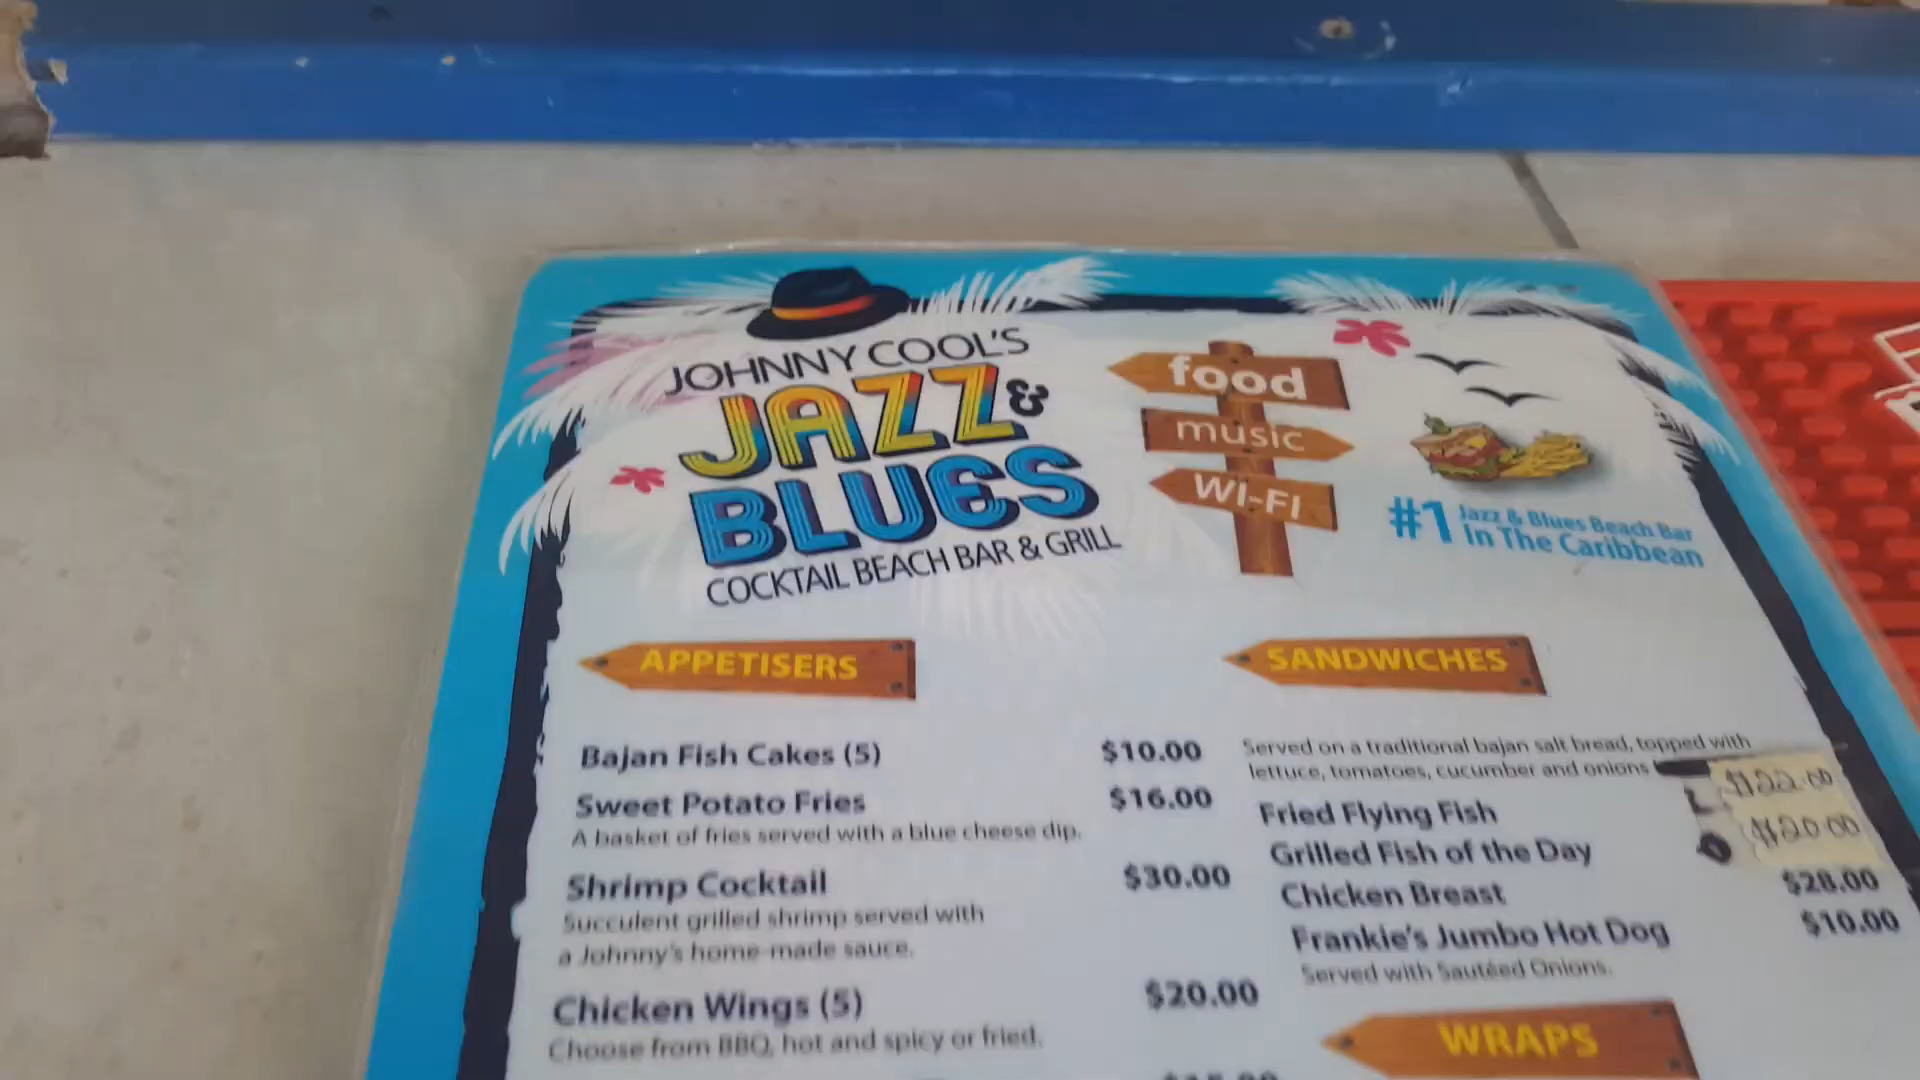 JOHNNY COOL'S
JAZZ &
BLUES
COCKTAIL BEACH BAR & GRILL
food
music
WI-FI
#1 Jazz & Blues Beach Bar
In The Caribbean
APPETISERS
Bajan Fish Cakes (5) $10.00
Sweet Potato Fries $16.00
A basket of fries served with a blue cheese dip.
Shrimp Cocktail $30.00
Succulent grilled shrimp served with
a Johnny's home-made sauce.
Chicken Wings (5) $20.00
Choose from BBQ, hot and spicy or fried.
SANDWICHES
Served on a traditional bajan salt bread, topped with
lettuce, tomatoes, cucumber and onions
Fried Flying Fish
Grilled Fish of the Day
Chicken Breast $28.00
Frankie's Jumbo Hot Dog $10.00
Served with Sautéed Onions.
WRAPS